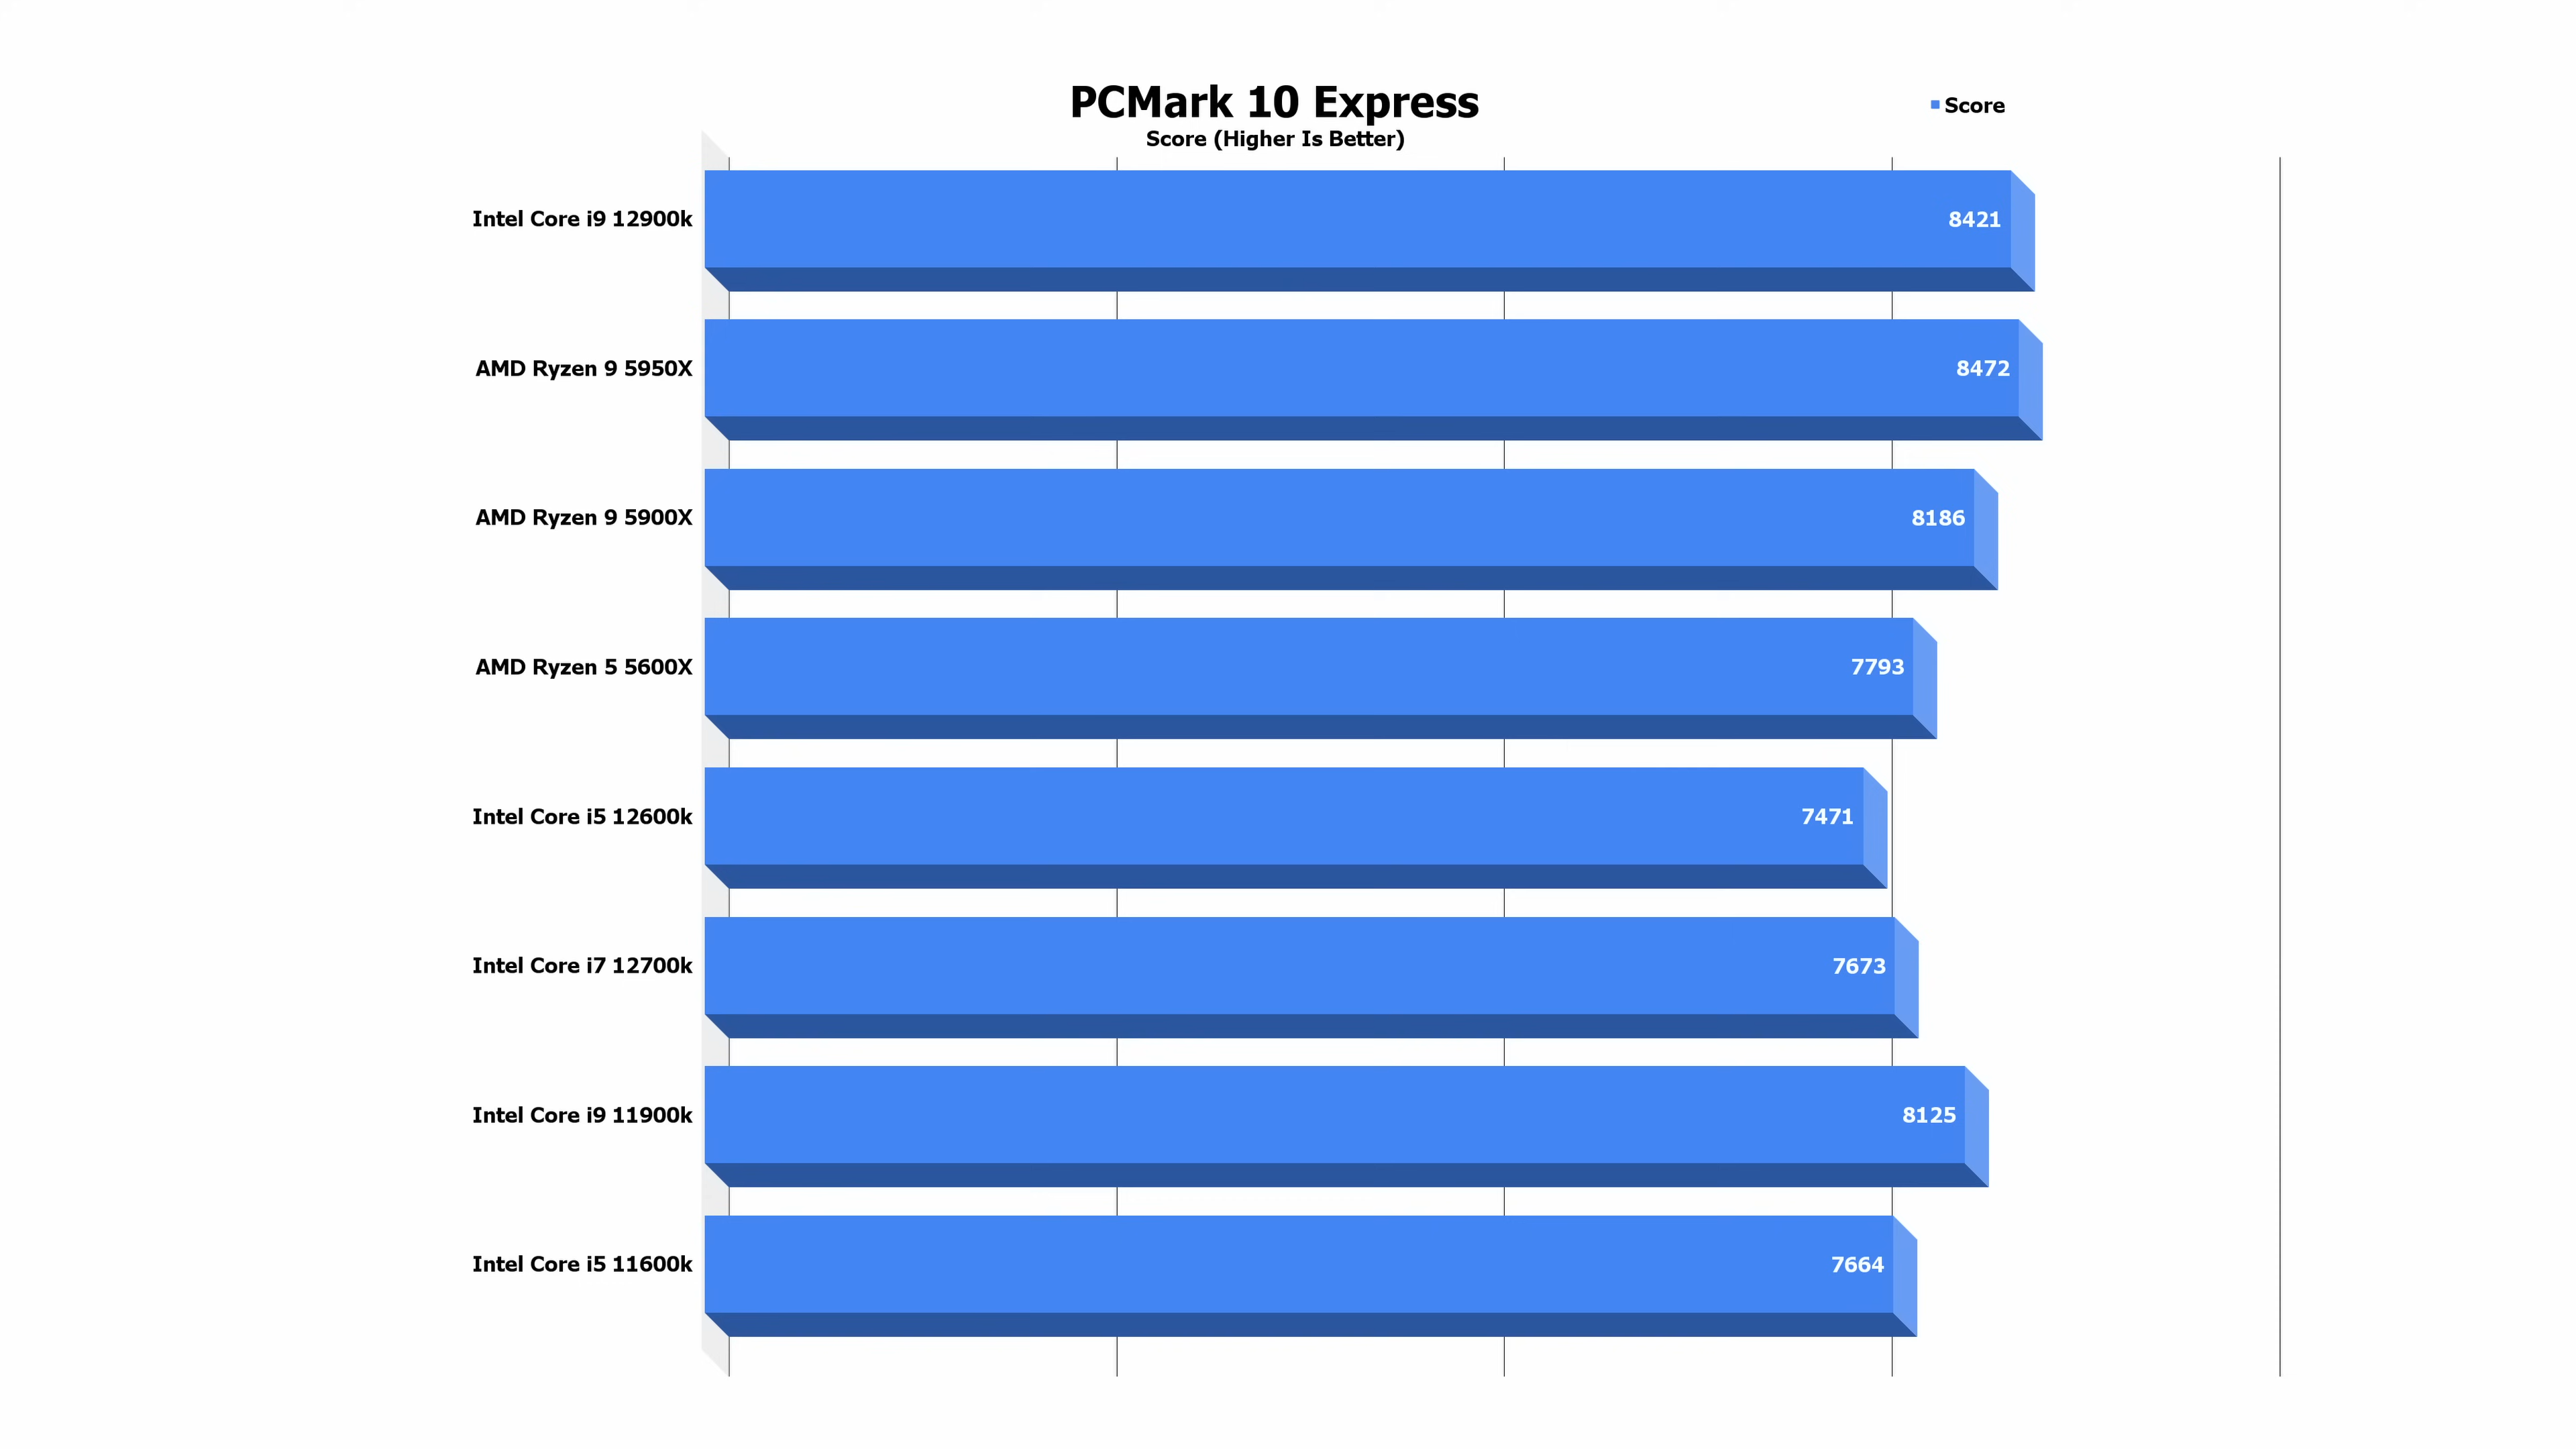 PCMark 10 Express
Score (Higher Is Better)
Score
Intel Core i9 12900k 8421
AMD Ryzen 9 5950X 8472
AMD Ryzen 9 5900X 8186
AMD Ryzen 5 5600X 7793
Intel Core i5 12600k 7471
Intel Core i7 12700k 7673
Intel Core i9 11900k 8125
Intel Core i5 11600k 7664